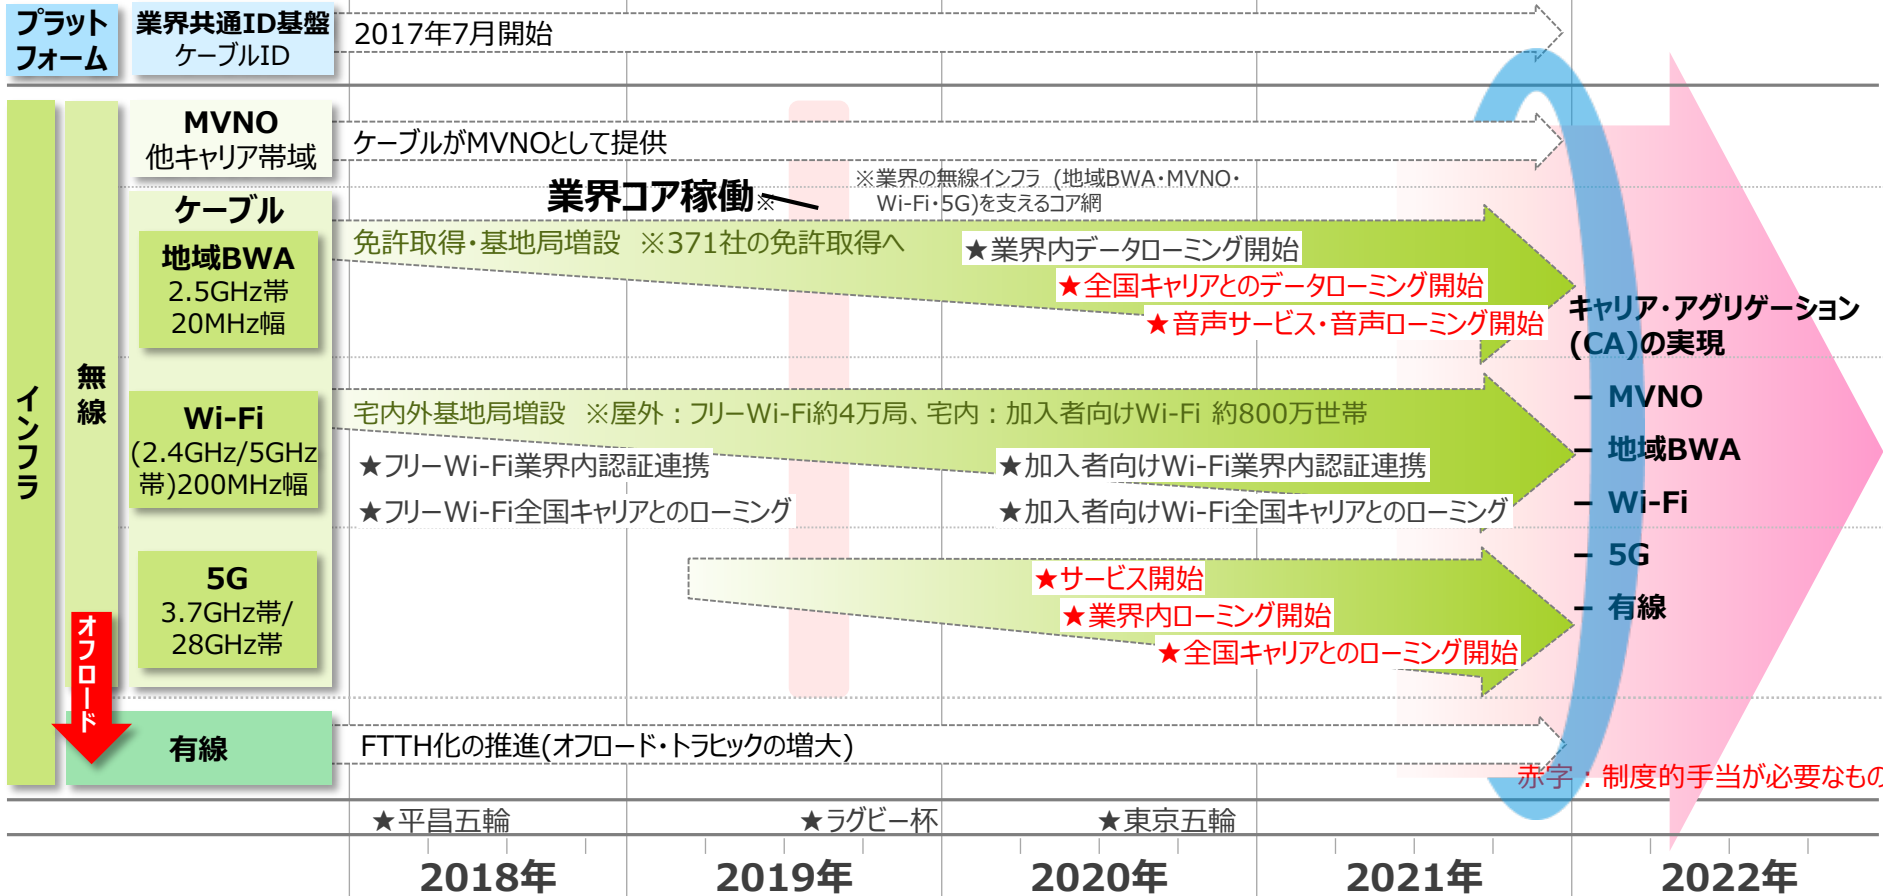 プラット
フォーム
業界共通ID基盤
ケーブルID
2017年7月開始
インフラ
無線
オフロード
MVNO
他キャリア帯域
ケーブルがMVNOとして提供
業界コア稼働※
※業界の無線インフラ (地域BWA・MVNO・
Wi-Fi・5G)を支えるコア網
ケーブル
地域BWA
2.5GHz帯
20MHz幅
免許取得・基地局増設 ※371社の免許取得へ
★業界内データローミング開始
★全国キャリアとのデータローミング開始
★音声サービス・音声ローミング開始
Wi-Fi
(2.4GHz/5GHz
帯)200MHz幅
宅内外基地局増設 ※屋外:フリーWi-Fi約4万局、宅内:加入者向けWi-Fi 約800万世帯
★フリーWi-Fi業界内認証連携
★加入者向けWi-Fi業界内認証連携
★フリーWi-Fi全国キャリアとのローミング
★加入者向けWi-Fi全国キャリアとのローミング
5G
3.7GHz帯/
28GHz帯
★サービス開始
★業界内ローミング開始
★全国キャリアとのローミング開始
キャリア・アグリゲーション
(CA)の実現
– MVNO
– 地域BWA
– Wi-Fi
– 5G
– 有線
有線
FTTH化の推進(オフロード・トラヒックの増大)
赤字:制度的手当が必要なもの
★平昌五輪
★ラグビー杯
★東京五輪
2018年
2019年
2020年
2021年
2022年